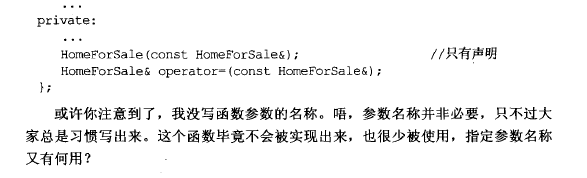 ...
private:
...
HomeForSale(const HomeForSale&); //只有声明
HomeForSale& operator=(const HomeForSale&);
};
或许你注意到了，我没写函数参数的名称。唔，参数名称并非必要，只不过大
家总是习惯写出来。这个函数毕竟不会被实现出来，也很少被使用，指定参数名称
又有何用？